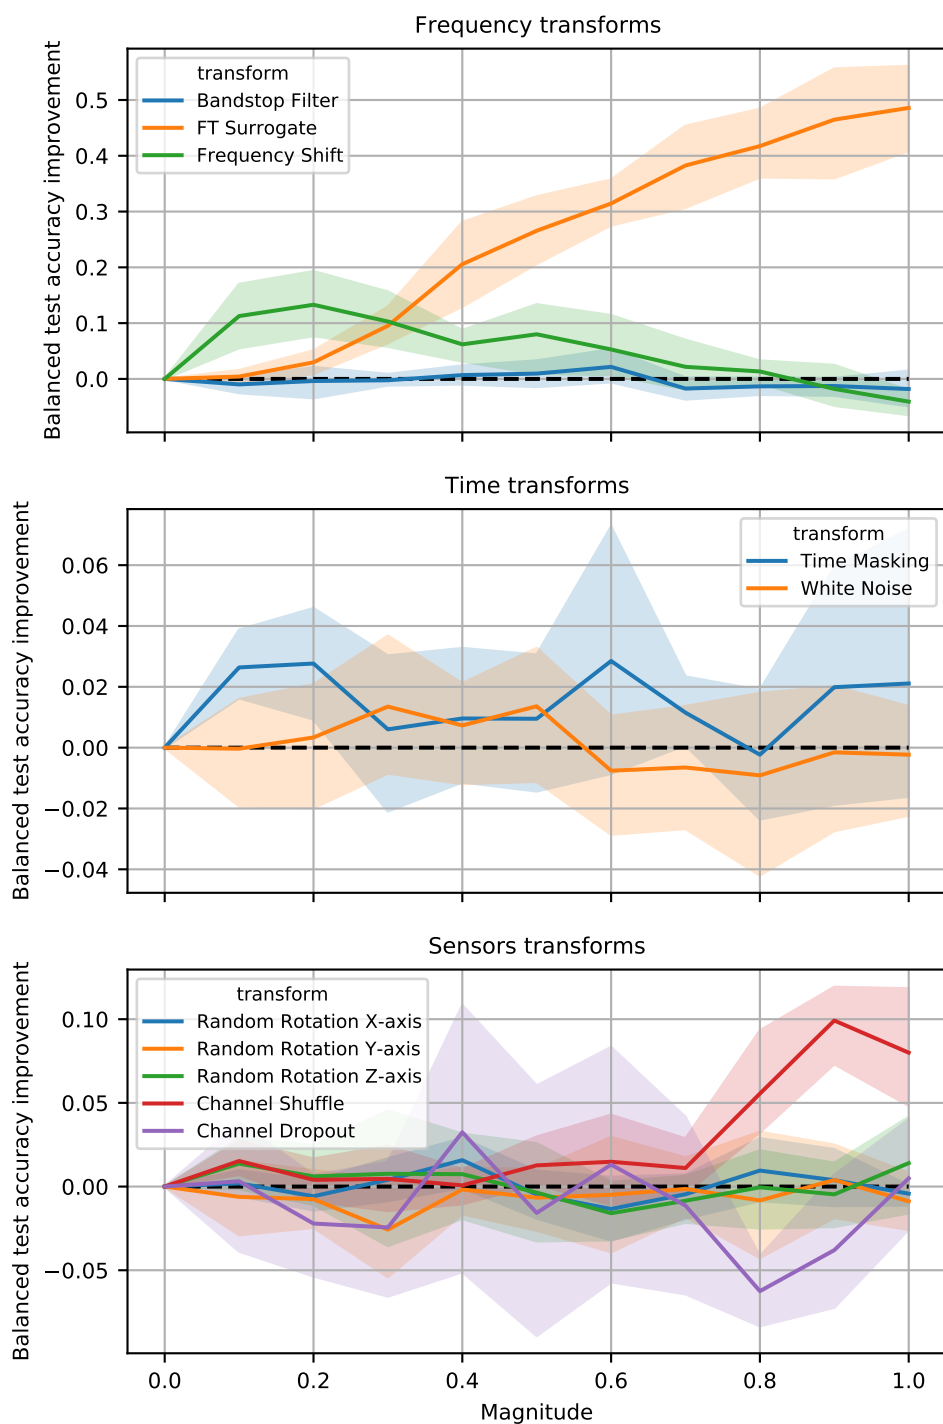 Frequency transforms
Balanced test accuracy improvement
transform
Bandstop Filter
FT Surrogate
Frequency Shift
0.5
0.4
0.3
0.2
0.1
0.0
Time transforms
Balanced test accuracy improvement
transform
Time Masking
White Noise
0.06
0.04
0.02
0.00
−0.02
−0.04
Sensors transforms
Balanced test accuracy improvement
transform
Random Rotation X-axis
Random Rotation Y-axis
Random Rotation Z-axis
Channel Shuffle
Channel Dropout
0.10
0.05
0.00
−0.05
0.0 0.2 0.4 0.6 0.8 1.0
Magnitude